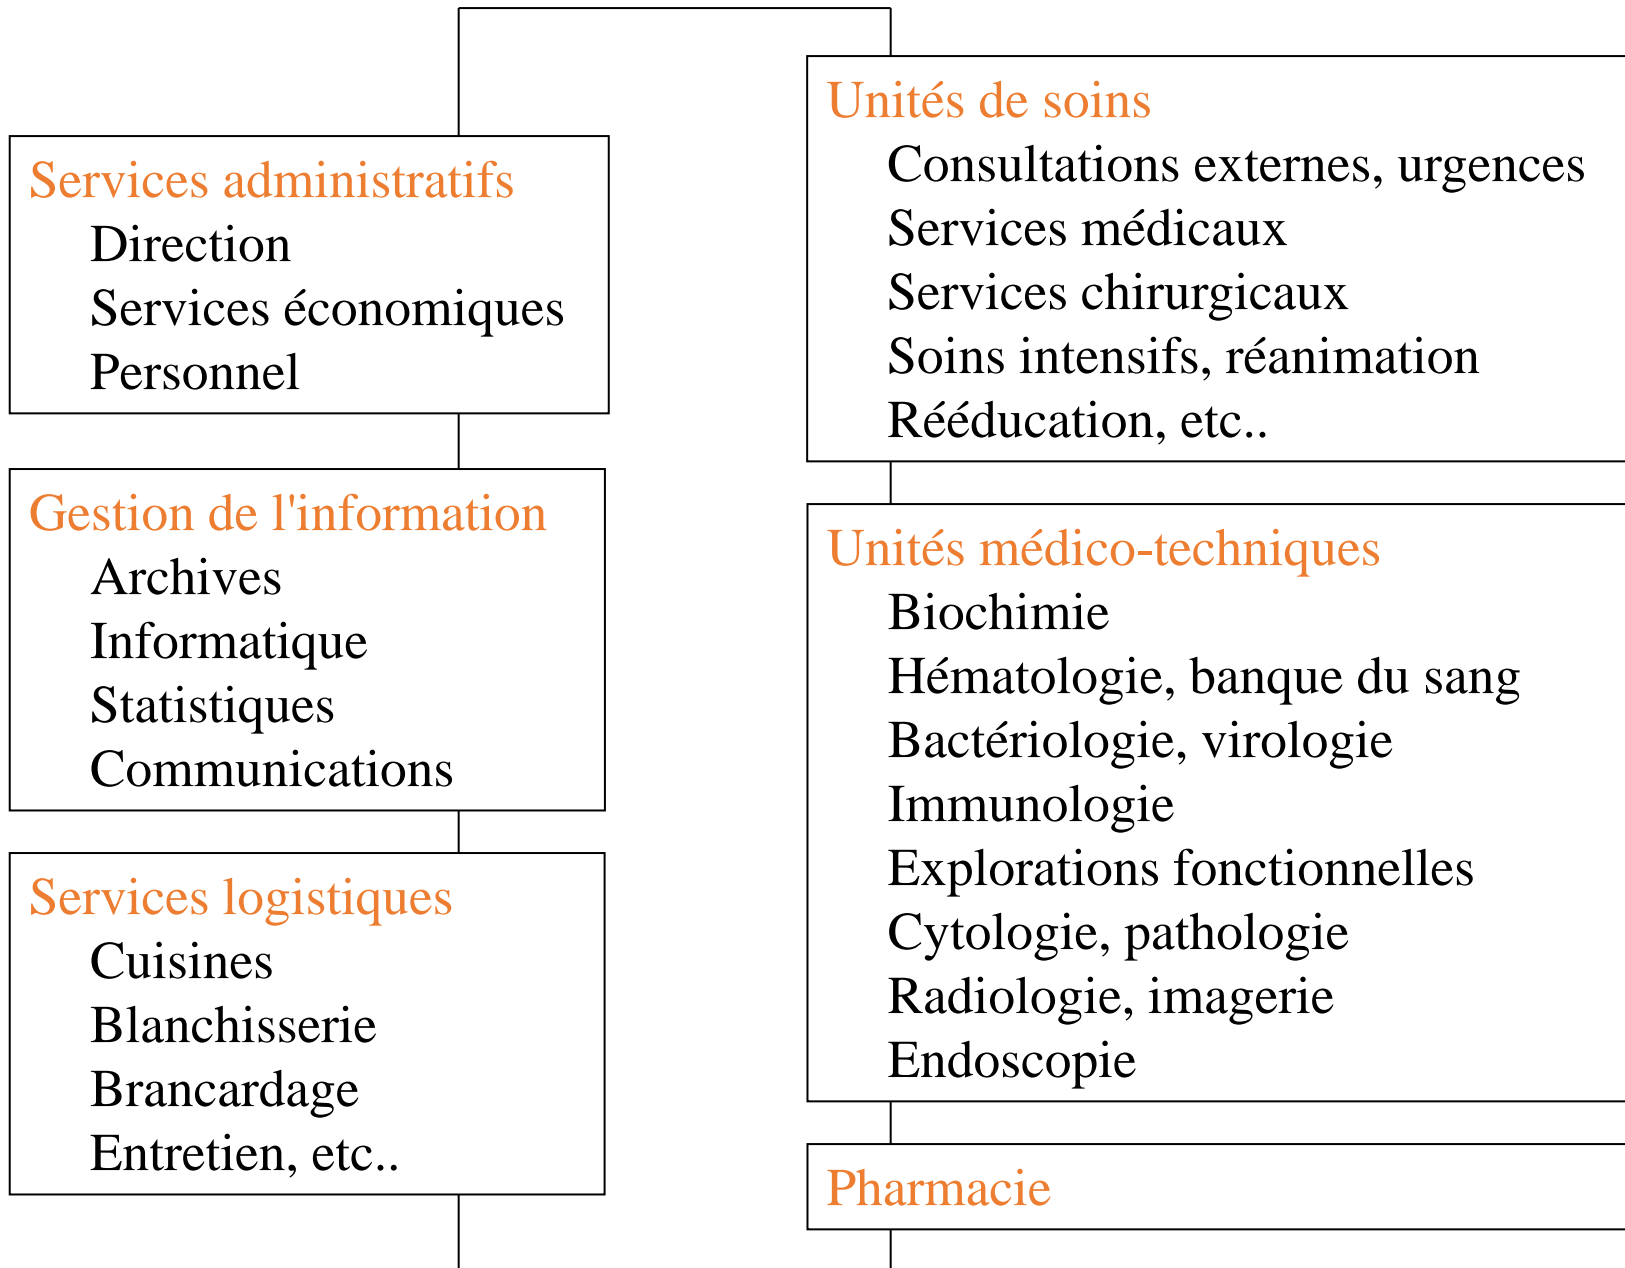 Services administratifs
Direction
Services économiques
Personnel
Gestion de l'information
Archives
Informatique
Statistiques
Communications
Services logistiques
Cuisines
Blanchisserie
Brancardage
Entretien, etc..
Unités de soins
Consultations externes, urgences
Services médicaux
Services chirurgicaux
Soins intensifs, réanimation
Rééducation, etc..
Unités médico-techniques
Biochimie
Hématologie, banque du sang
Bactériologie, virologie
Immunologie
Explorations fonctionnelles
Cytologie, pathologie
Radiologie, imagerie
Endoscopie
Pharmacie